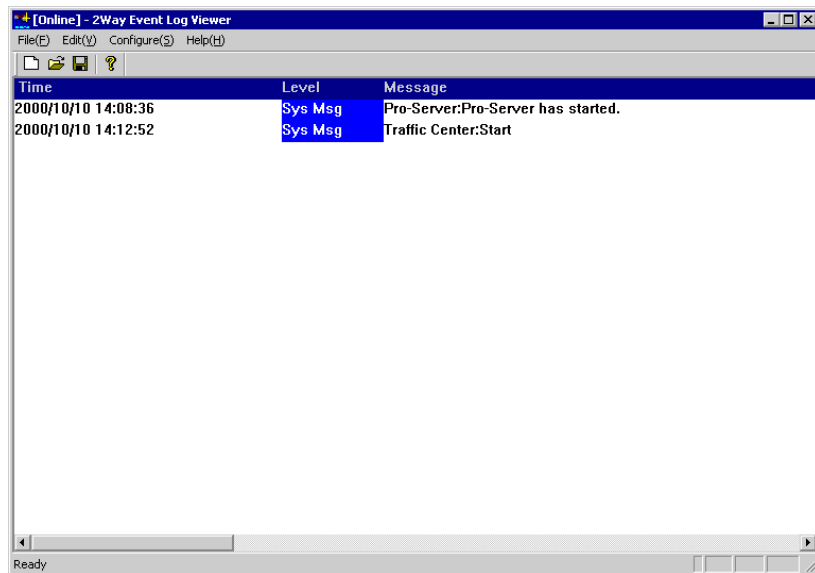 [Online] - 2Way Event Log Viewer
File(F) Edit(V) Configure(S) Help(H)
Time Level Message
2000/10/10 14:08:36 Sys Msg Pro-Server:Pro-Server has started.
2000/10/10 14:12:52 Sys Msg Traffic Center:Start
Ready